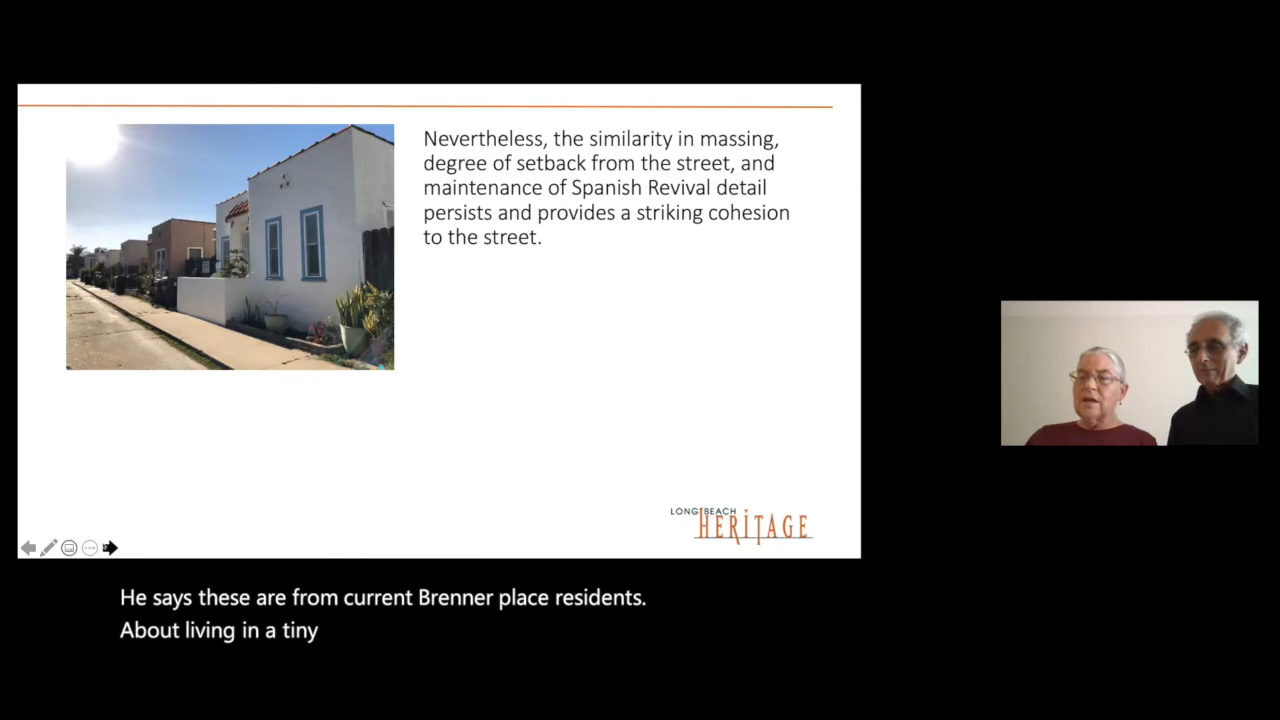 Nevertheless, the similarity in massing,
degree of setback from the street, and
maintenance of Spanish Revival detail
persists and provides a striking cohesion
to the street.
LONG BEACH
HERITAGE
He says these are from current Brenner place residents.
About living in a tiny